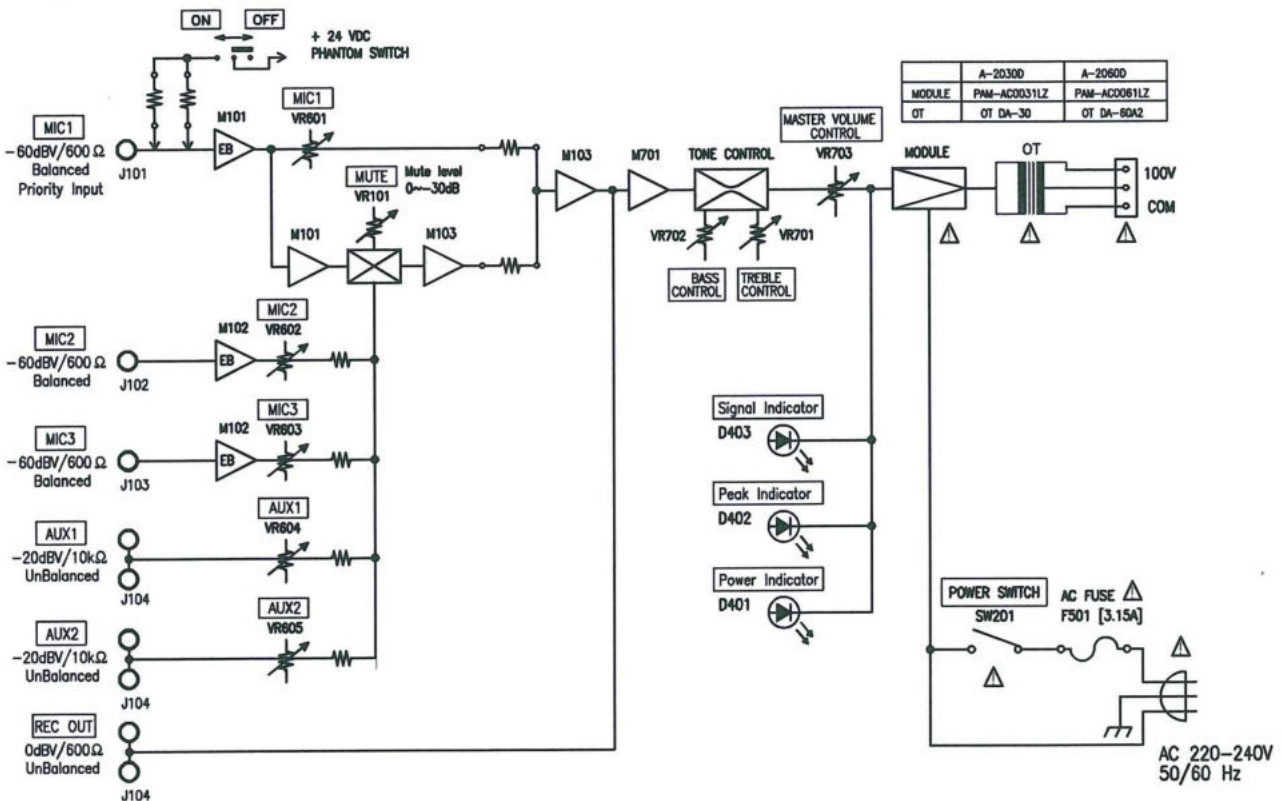 ON OFF
+ 24 VDC
PHANTOM SWITCH
A-2030D A-2060D
MODULE PAM-AC0031LZ PAM-AC0061LZ
OT OT DA-30 OT DA-60A2
MIC1
-60dBV/600Ω
Balanced
Priority Input
J101
M101
EB
MIC1
VR601
MUTE
VR101
Mute level
0~-30dB
M101
M103
M103
M701
TONE CONTROL
VR702
VR701
BASS
CONTROL
TREBLE
CONTROL
MASTER VOLUME
CONTROL
VR703
MODULE
OT
100V
COM
MIC2
-60dBV/600Ω
Balanced
J102
M102
EB
MIC2
VR602
MIC3
-60dBV/600Ω
Balanced
J103
M102
EB
MIC3
VR603
AUX1
-20dBV/10kΩ
UnBalanced
J104
AUX1
VR604
AUX2
-20dBV/10kΩ
UnBalanced
J104
AUX2
VR605
REC OUT
0dBV/600Ω
UnBalanced
J104
Signal Indicator
D403
Peak Indicator
D402
Power Indicator
D401
POWER SWITCH
SW201
AC FUSE
F501 [3.15A]
AC 220-240V
50/60 Hz